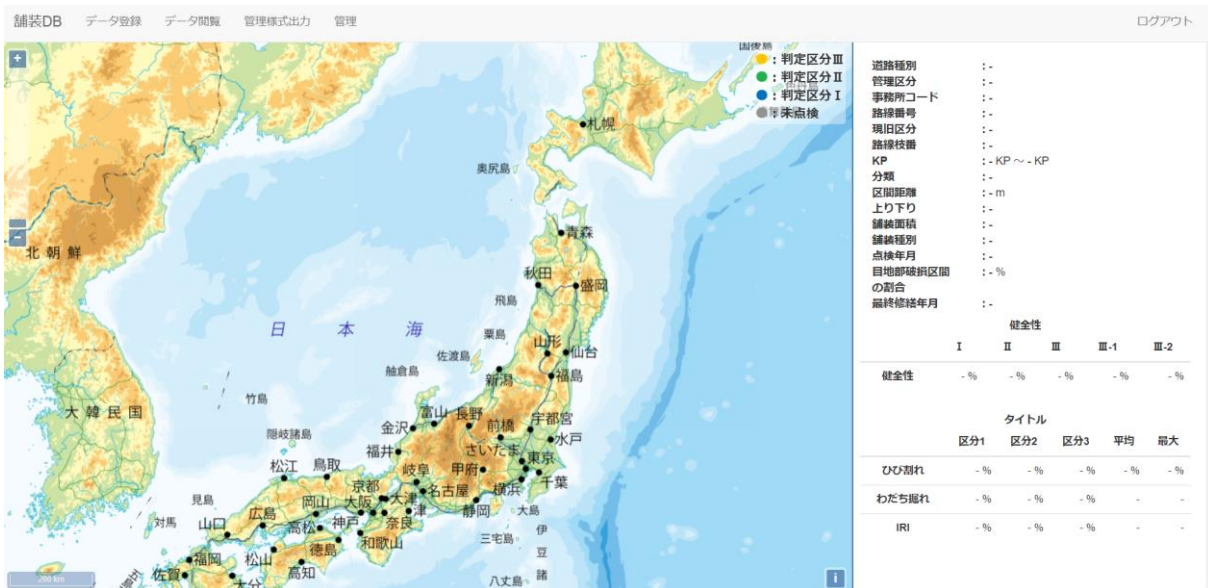 舗装DB データ登録 データ閲覧 管理様式出力 管理 ログアウト
+
−
国後島
：判定区分Ⅲ
：判定区分Ⅱ
：判定区分Ⅰ
：未点検
札幌
奥尻島
青森
北朝鮮
秋田
盛岡
飛島
日本海
粟島
山形
仙台
佐渡島
舳倉島
新潟
福島
竹島
大韓民国
富山
長野
金沢
前橋
宇都宮
水戸
隠岐諸島
福井
さいたま
松江
鳥取
岐阜
甲府
東京
京都
千葉
見島
岡山
大阪
大津
名古屋
横浜
広島
静岡
大島
対馬
山口
高松
神戸
奈良
津
伊
和歌山
三宅島
豆
福岡
松山
徳島
佐賀
大分
高知
八丈島
諸
200 km
i
道路種別 : -
管理区分 : -
事務所コード : -
路線番号 : -
現旧区分 : -
路線枝番 : -
KP : - KP ～ - KP
分類 : -
区間距離 : - m
上り下り : -
舗装面積 : -
舗装種別 : -
点検年月 : -
目地部破損区間 : - %
の割合
最終修繕年月 : -
健全性
Ⅰ Ⅱ Ⅲ Ⅲ-1 Ⅲ-2
健全性 - % - % - % - % - %
タイトル
区分1 区分2 区分3 平均 最大
ひび割れ - % - % - % - % - %
わだち掘れ - % - % - % - -
IRI - % - % - % - -